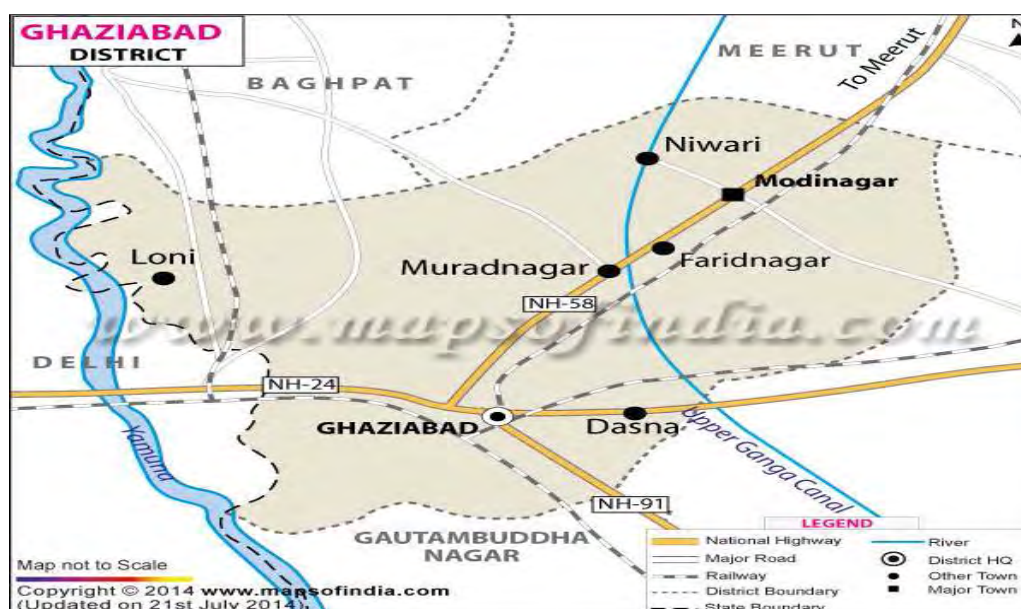 GHAZIABAD
DISTRICT
N
MEERUT
BAGHPAT
To Meerut
Niwari
Modinagar
Loni
Muradnagar
Faridnagar
NH-58
www.mapsofindia.com
DELHI
NH-24
GHAZIABAD
Dasna
Yamuna
Upper Ganga Canal
NH-91
GAUTAMBUDDHA
NAGAR
LEGEND
National Highway
River
Major Road
District HQ
Railway
Other Town
District Boundary
Major Town
State Boundary
Map not to Scale
Copyright © 2014 www.mapsofindia.com
(Updated on 21st July 2014)